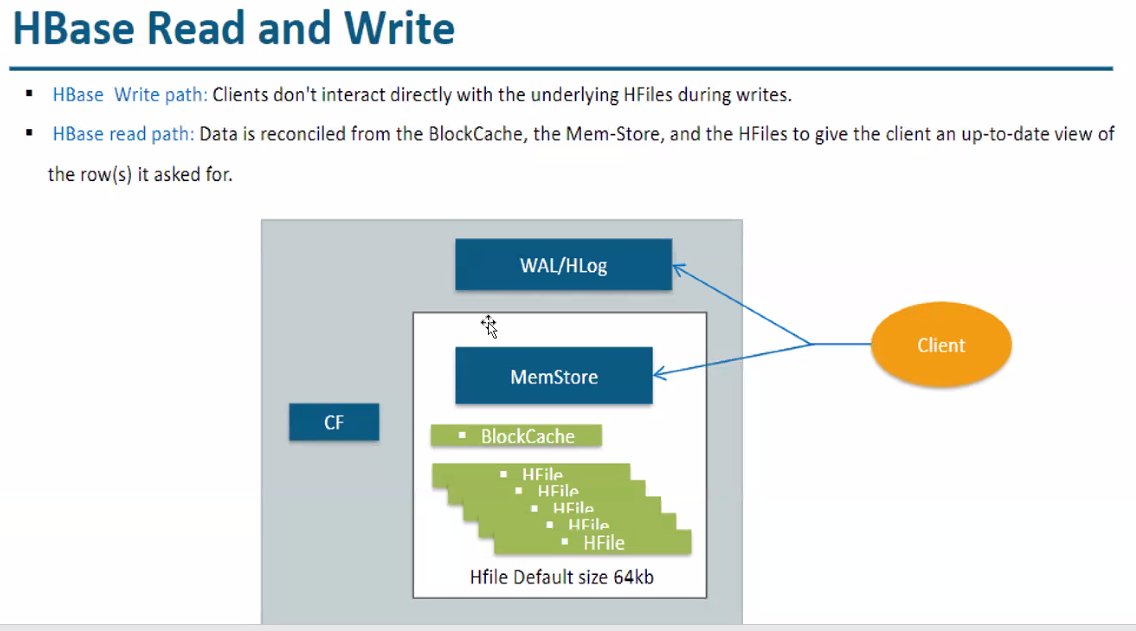 HBase Read and Write
▪ HBase Write path: Clients don't interact directly with the underlying HFiles during writes.
▪ HBase read path: Data is reconciled from the BlockCache, the Mem-Store, and the HFiles to give the client an up-to-date view of
the row(s) it asked for.
WAL/HLog
Client
MemStore
CF
▪ BlockCache
▪ HFile
▪ HFile
▪ HFile
▪ HFile
▪ HFile
Hfile Default size 64kb